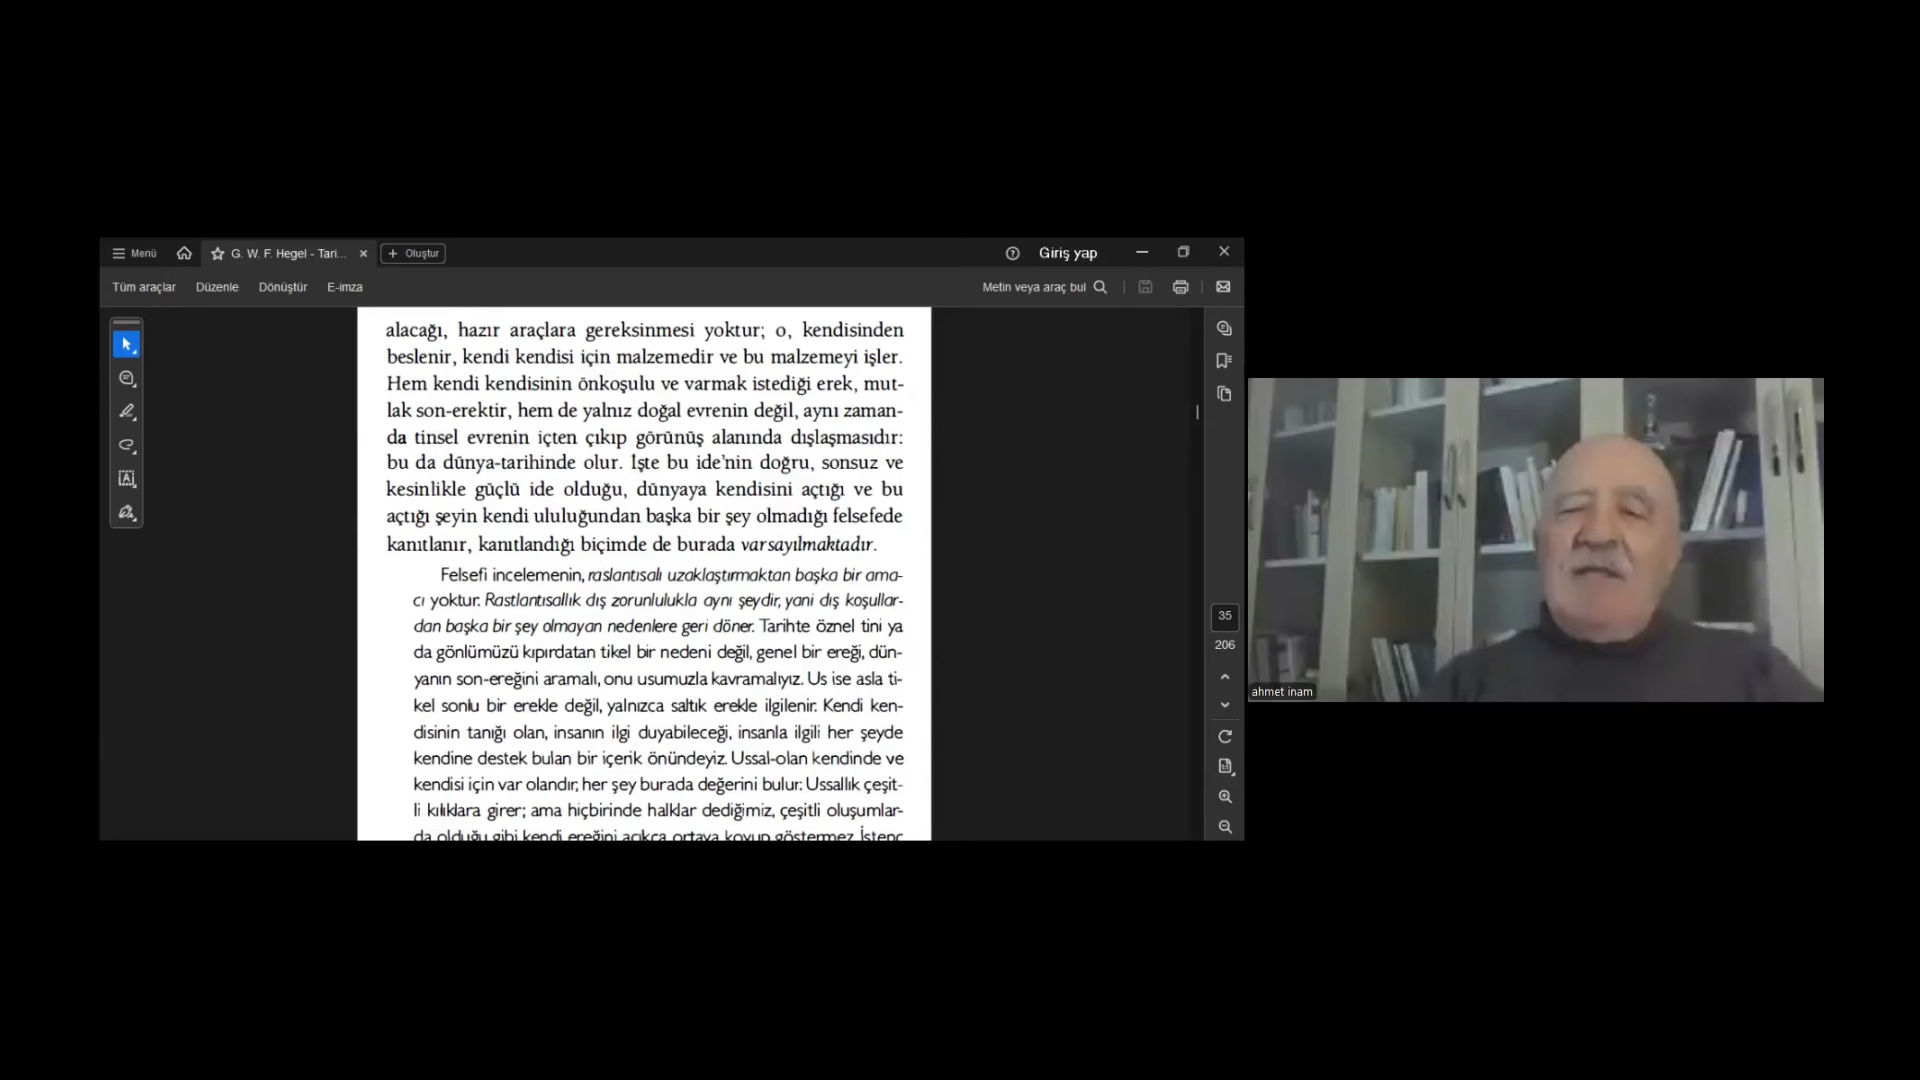 Menü
G. W. F. Hegel - Tari...
Oluştur
Giriş yap
Tüm araçlar
Düzenle
Dönüştür
E-imza
Metin veya araç bul
alacağı, hazır araçlara gereksinmesi yoktur; o, kendisinden
beslenir, kendi kendisi için malzemedir ve bu malzemeyi işler.
Hem kendi kendisinin önkoşulu ve varmak istediği erek, mut-
lak son-erektir, hem de yalnız doğal evrenin değil, aynı zaman-
da tinsel evrenin içten çıkıp görünüş alanında dışlaşmasıdır:
bu da dünya-tarihinde olur. İşte bu ide'nin doğru, sonsuz ve
kesinlikle güçlü ide olduğu, dünyaya kendisini açtığı ve bu
açtığı şeyin kendi ululuğundan başka bir şey olmadığı felsefede
kanıtlanır, kanıtlandığı biçimde de burada varsayılmaktadır.
Felsefi incelemenin, raslantısalı uzaklaştırmaktan başka bir ama-
cı yoktur. Rastlantısallık dış zorunlulukla aynı şeydir, yani dış koşullar-
dan başka bir şey olmayan nedenlere geri döner. Tarihte öznel tini ya
da gönlümüzü kıpırdatan tikel bir nedeni değil, genel bir ereği, dün-
yanın son-ereğini aramalı, onu usumuzla kavramalıyız. Us ise asla ti-
kel sonlu bir erekle değil, yalnızca saltık erekle ilgilenir. Kendi ken-
disinin tanığı olan, insanın ilgi duyabileceği, insanla ilgili her şeyde
kendine destek bulan bir içerik önündeyiz. Ussal-olan kendinde ve
kendisi için var olandır, her şey burada değerini bulur. Ussallık çeşit-
li kılıklara girer; ama hiçbirinde halklar dediğimiz, çeşitli oluşumlar-
da olduğu gibi kendi ereğini açıkça ortaya koyup göstermez. İstenç
35
206
ahmet inam